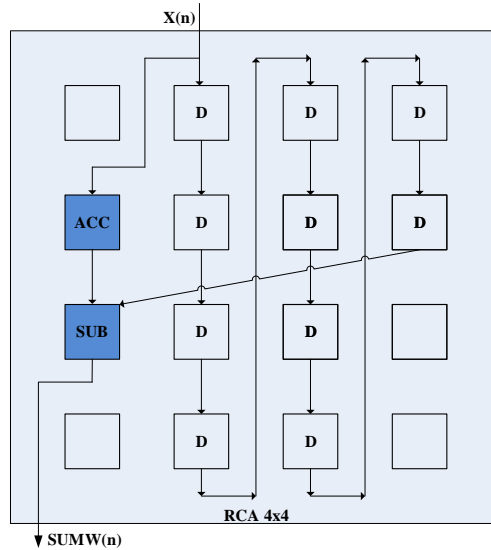 X(n)
D D D
ACC D D D
SUB D D
D D
RCA 4x4
SUMW(n)